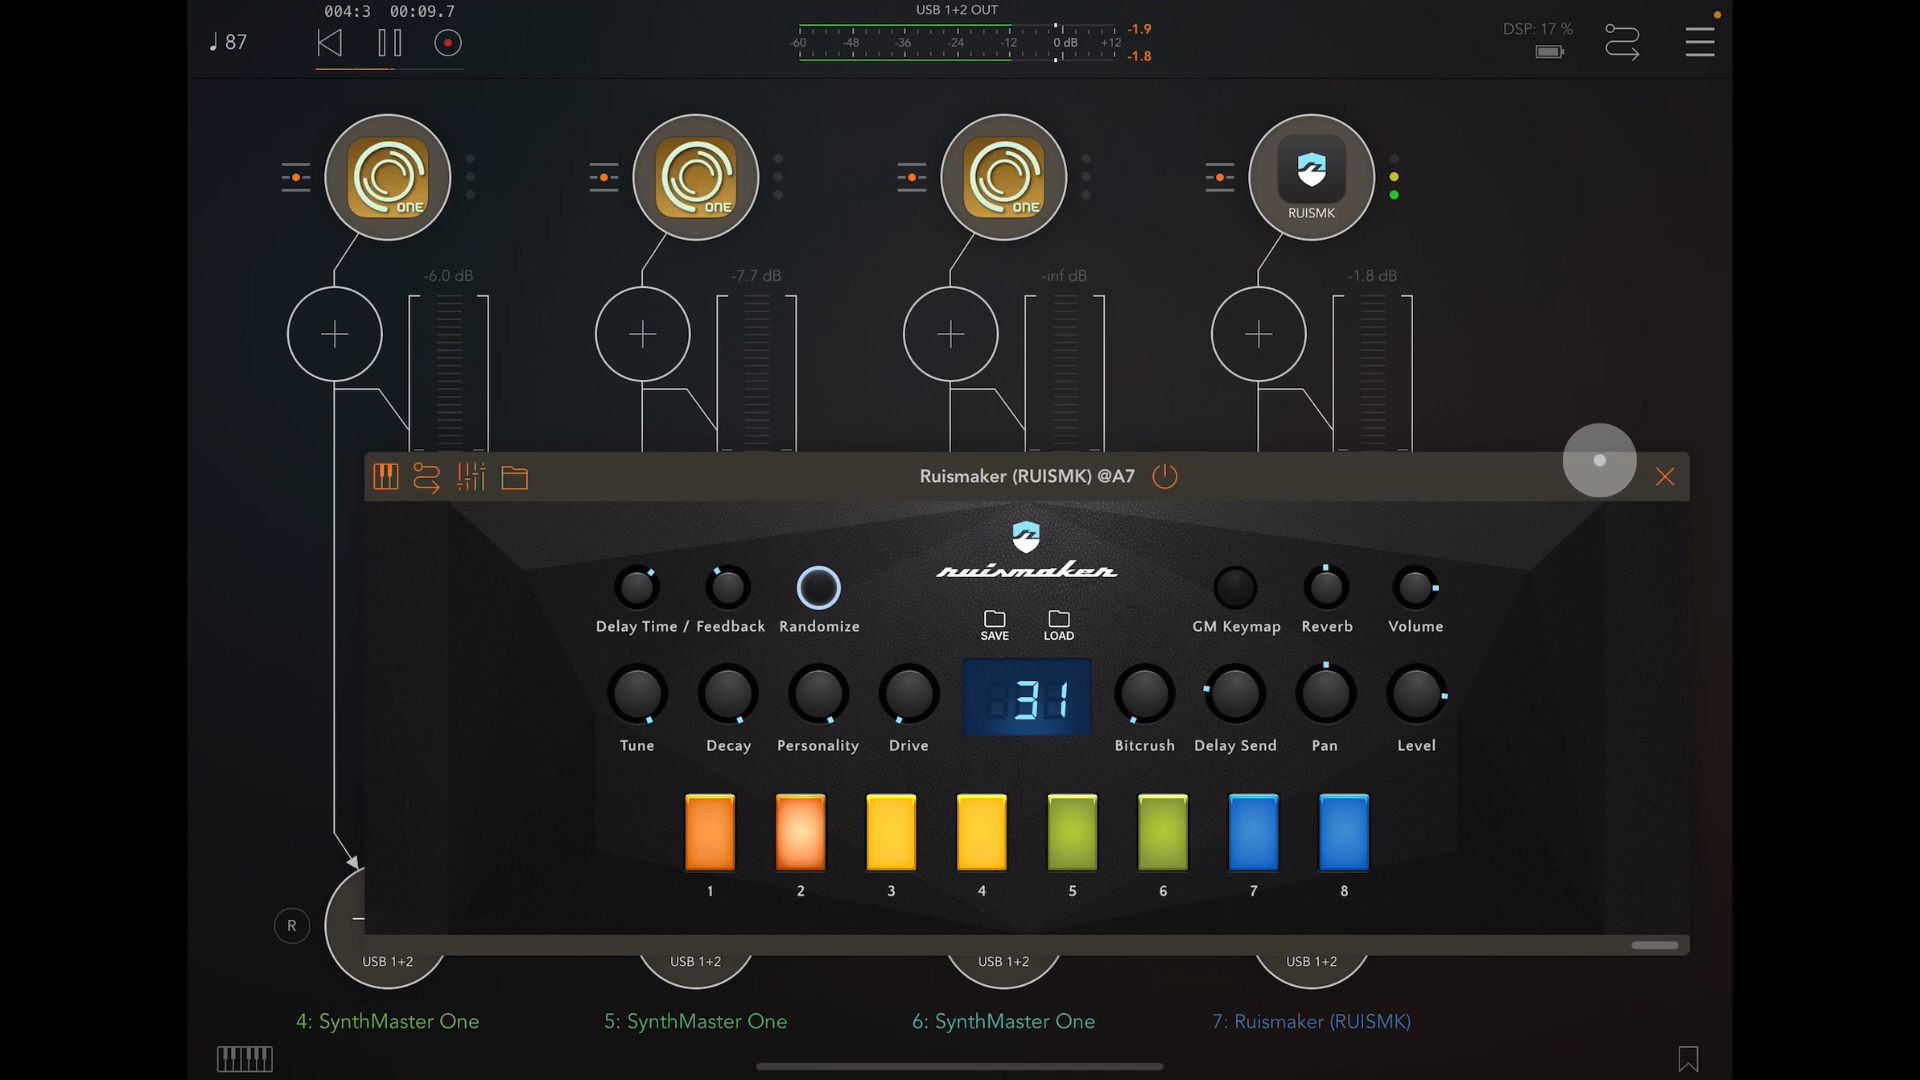 004:3 00:09.7
USB 1+2 OUT
87
-60 -48 -36 -24 -12 0 dB +12
-1.9
-1.8
DSP: 17 %
ONE
ONE
ONE
RUISMK
-6.0 dB
-7.7 dB
-inf dB
-1.8 dB
Ruismaker (RUISMK) @A7
ruismaker
Delay Time / Feedback
Randomize
SAVE
LOAD
GM Keymap
Reverb
Volume
31
Tune
Decay
Personality
Drive
Bitcrush
Delay Send
Pan
Level
1 2 3 4 5 6 7 8
R
USB 1+2
USB 1+2
USB 1+2
USB 1+2
4: SynthMaster One
5: SynthMaster One
6: SynthMaster One
7: Ruismaker (RUISMK)